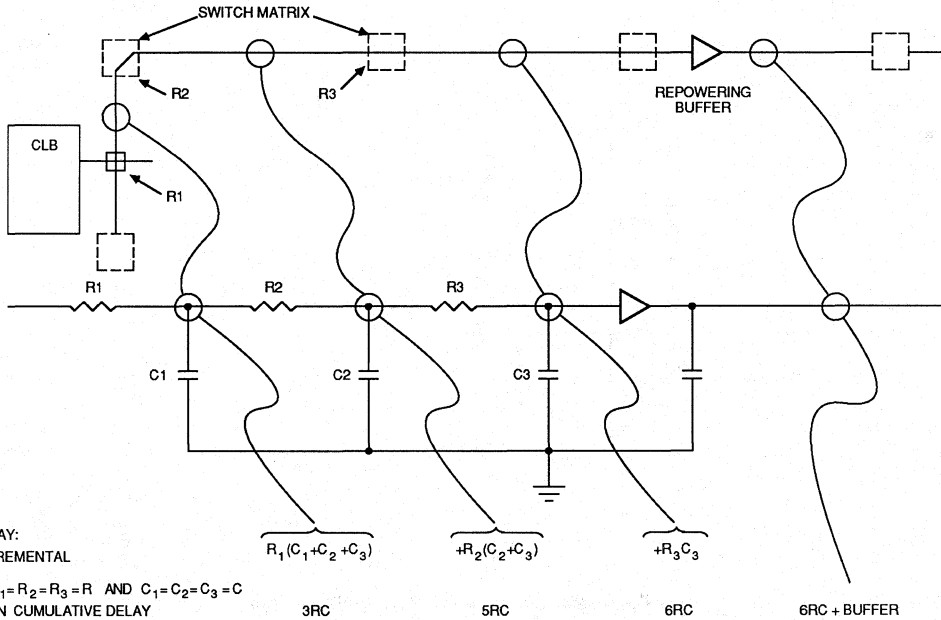 SWITCH MATRIX
R2
R3
REPOWERING
BUFFER
CLB
R1
R1
R2
R3
C1
C2
C3
AY:
REMENTAL
R₁(C₁+C₂+C₃)
+R₂(C₂+C₃)
+R₃C₃
₁=R₂=R₃=R AND C₁=C₂=C₃=C
N CUMULATIVE DELAY
3RC
5RC
6RC
6RC + BUFFER